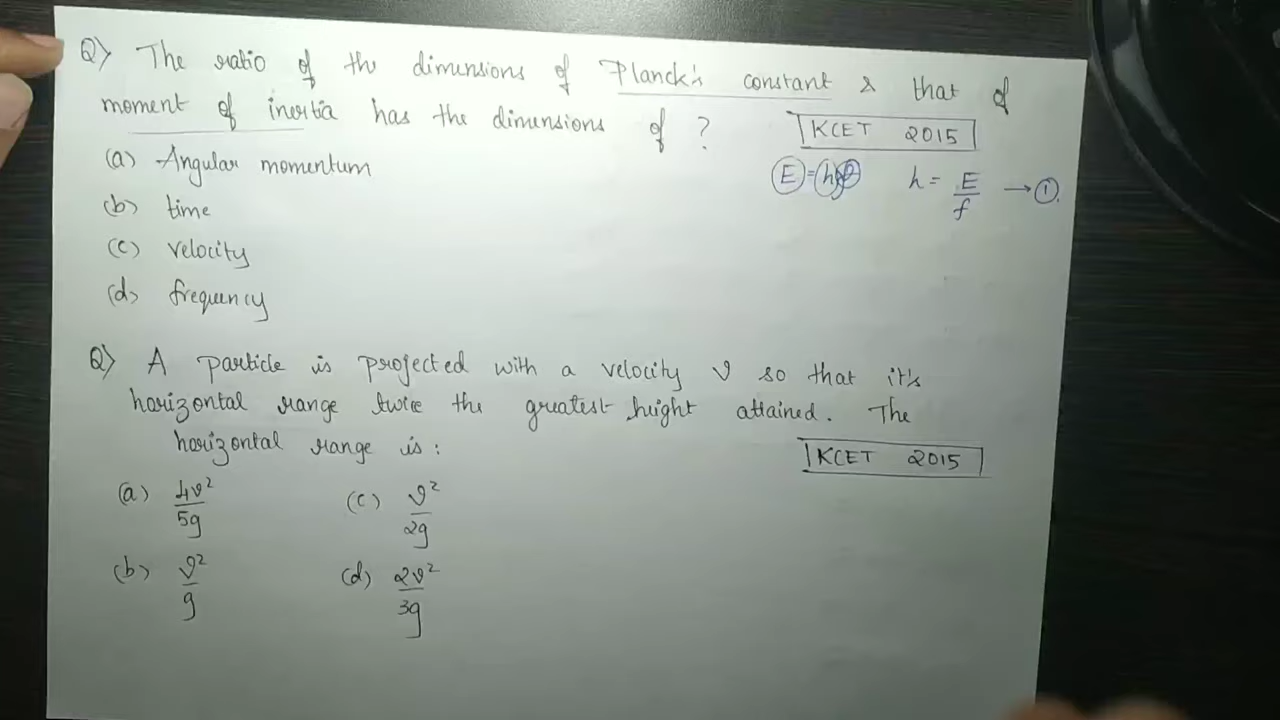 Q) The ratio of the dimensions of Planck's constant & that of
moment of inertia has the dimensions of ?
KCET 2015
(a) Angular momentum
E = hf h = E/f → ①.
(b) time
(c) velocity
(d) frequency
Q) A particle is projected with a velocity v so that it's
horizontal range twice the greatest height attained. The
horizontal range is :
KCET 2015
(a) 4v²/5g (c) v²/2g
(b) v²/g (d) 2v²/3g